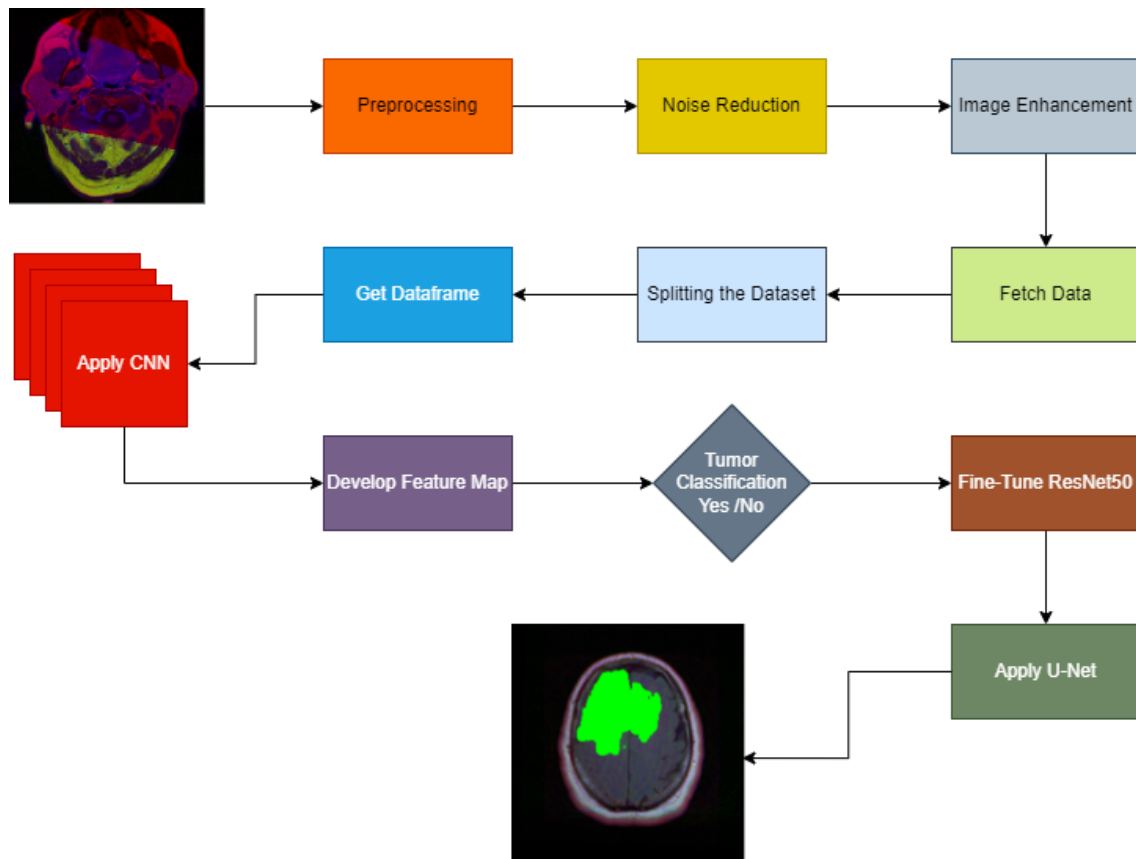 Preprocessing
Noise Reduction
Image Enhancement
Fetch Data
Splitting the Dataset
Get Dataframe
Apply CNN
Develop Feature Map
Tumor
Classification
Yes /No
Fine-Tune ResNet50
Apply U-Net